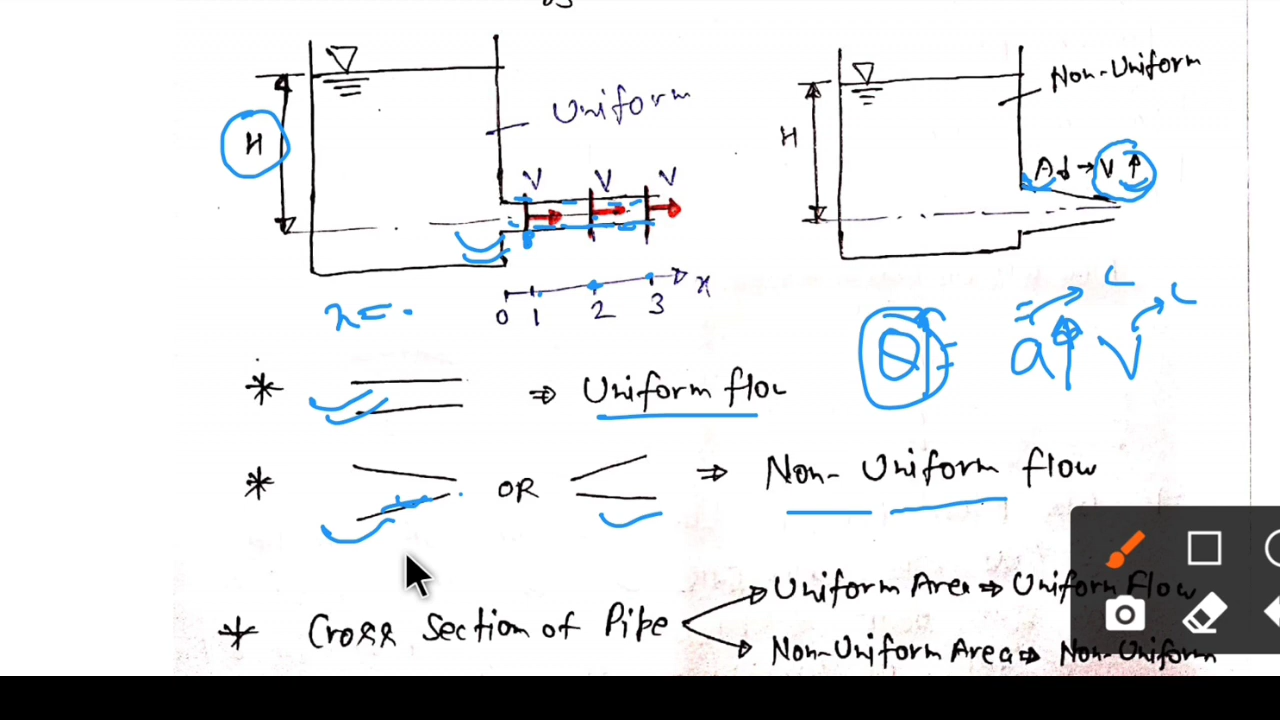 Uniform
Non-Uniform
H
H
V V V
A↓ → V ↑
0 1 2 3 x
x = .
Q = a ↑ V
* ⇒ Uniform flow
* OR ⇒ Non-Uniform flow
* Cross section of Pipe
Uniform Area ⇒ Uniform Flow
Non-Uniform Area ⇒ Non-Uniform